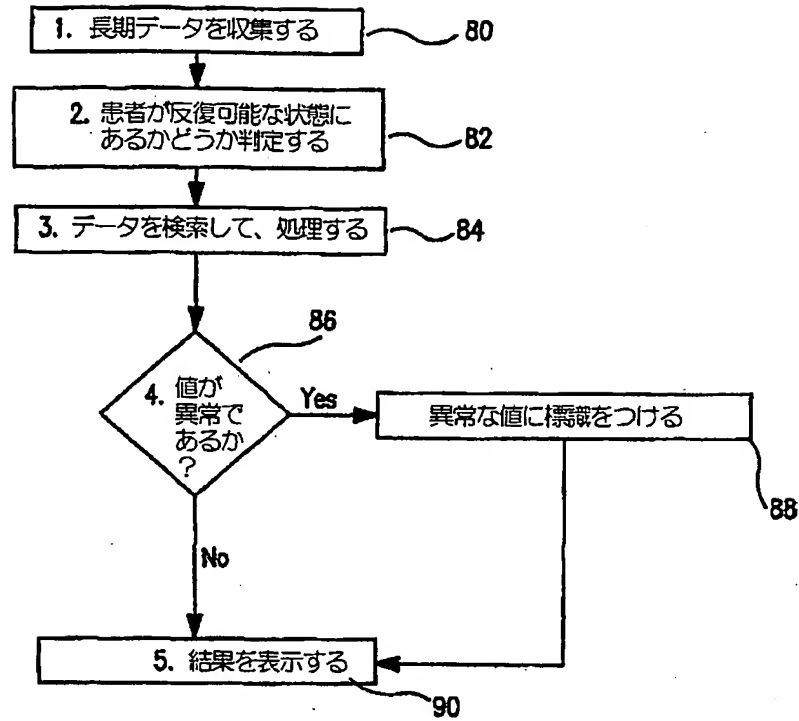 1. 長期データを収集する
80
2. 患者が反復可能な状態に
あるかどうか判定する
82
3. データを検索して、処理する
84
86
4. 値が
異常で
あるか
?
Yes
異常な値に標識をつける
88
No
5. 結果を表示する
90